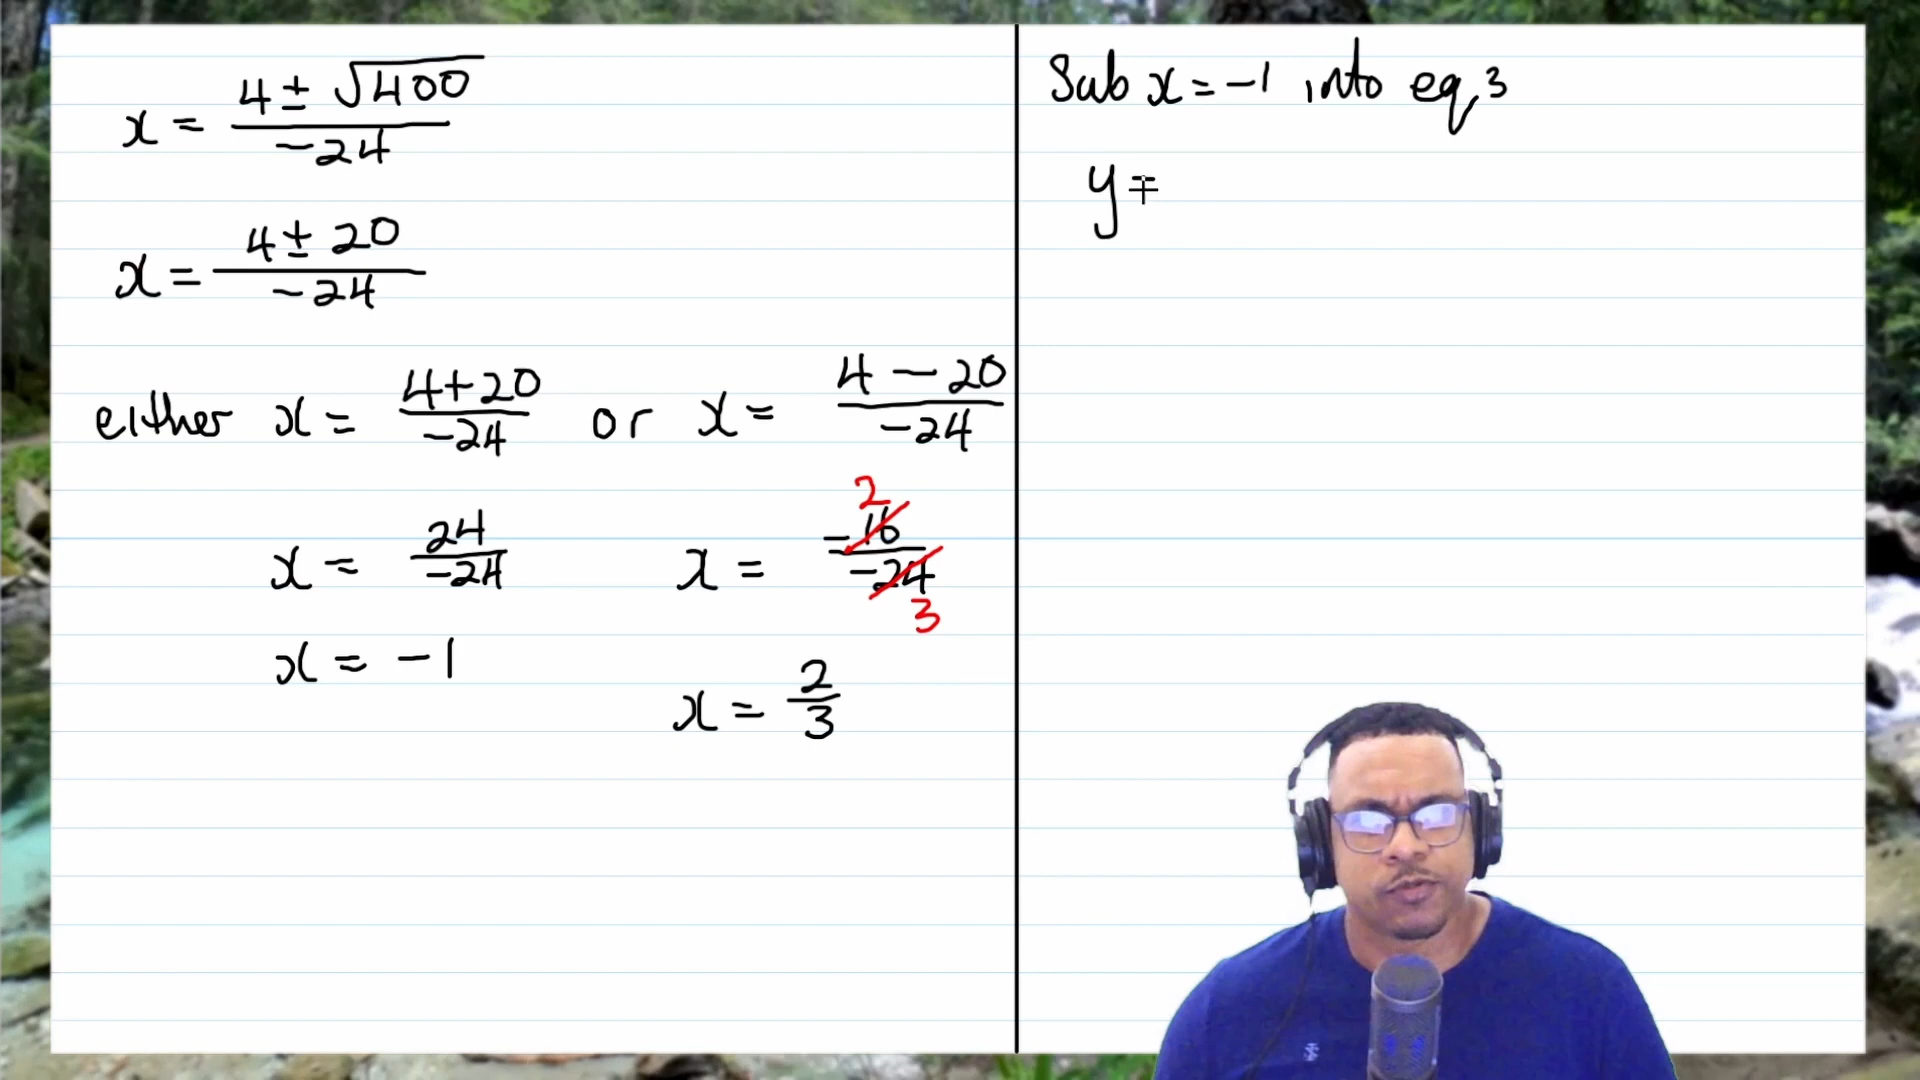 x = 4 ± √400 / -24
x = 4 ± 20 / -24
either x = 4+20 / -24 or x = 4 - 20 / -24
x = 24 / -24
x = -16 / -24
2
3
x = -1
x = 2 / 3
Sub x = -1 into eq 3
y =